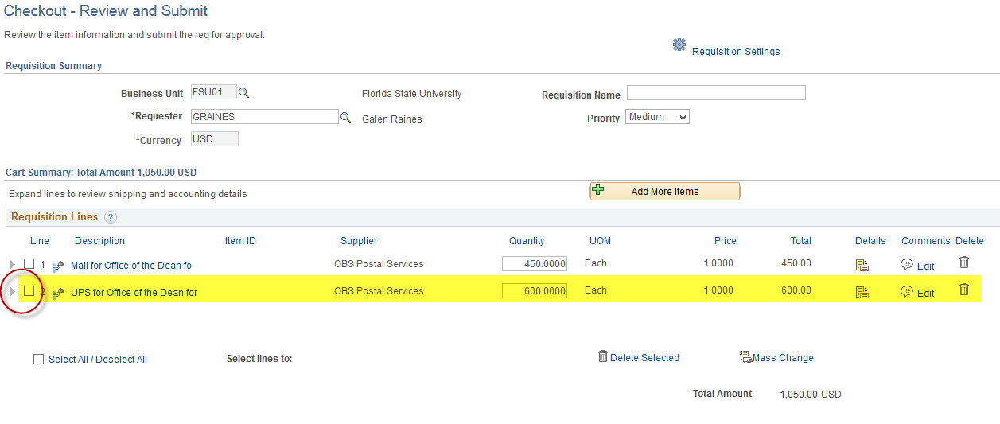 Checkout - Review and Submit
Review the item information and submit the req for approval.
Requisition Settings
Requisition Summary
Business Unit FSU01 Florida State University Requisition Name
*Requester GRAINES Galen Raines Priority Medium
*Currency USD
Cart Summary: Total Amount 1,050.00 USD
Expand lines to review shipping and accounting details Add More Items
Requisition Lines ?
Line Description Item ID Supplier Quantity UOM Price Total Details Comments Delete
1 Mail for Office of the Dean fo OBS Postal Services 450.0000 Each 1.0000 450.00 Edit
2 UPS for Office of the Dean for OBS Postal Services 600.0000 Each 1.0000 600.00 Edit
Select All / Deselect All Select lines to: Delete Selected Mass Change
Total Amount 1,050.00 USD